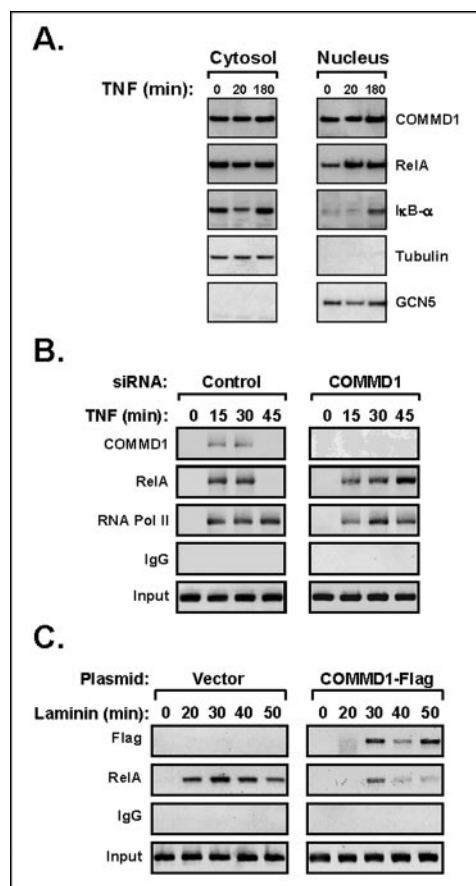 A.
Cytosol Nucleus
TNF (min): 0 20 180 0 20 180
COMMD1
RelA
IκB-α
Tubulin
GCN5
B.
siRNA: Control COMMD1
TNF (min): 0 15 30 45 0 15 30 45
COMMD1
RelA
RNA Pol II
IgG
Input
C.
Plasmid: Vector COMMD1-Flag
Laminin (min): 0 20 30 40 50 0 20 30 40 50
Flag
RelA
IgG
Input